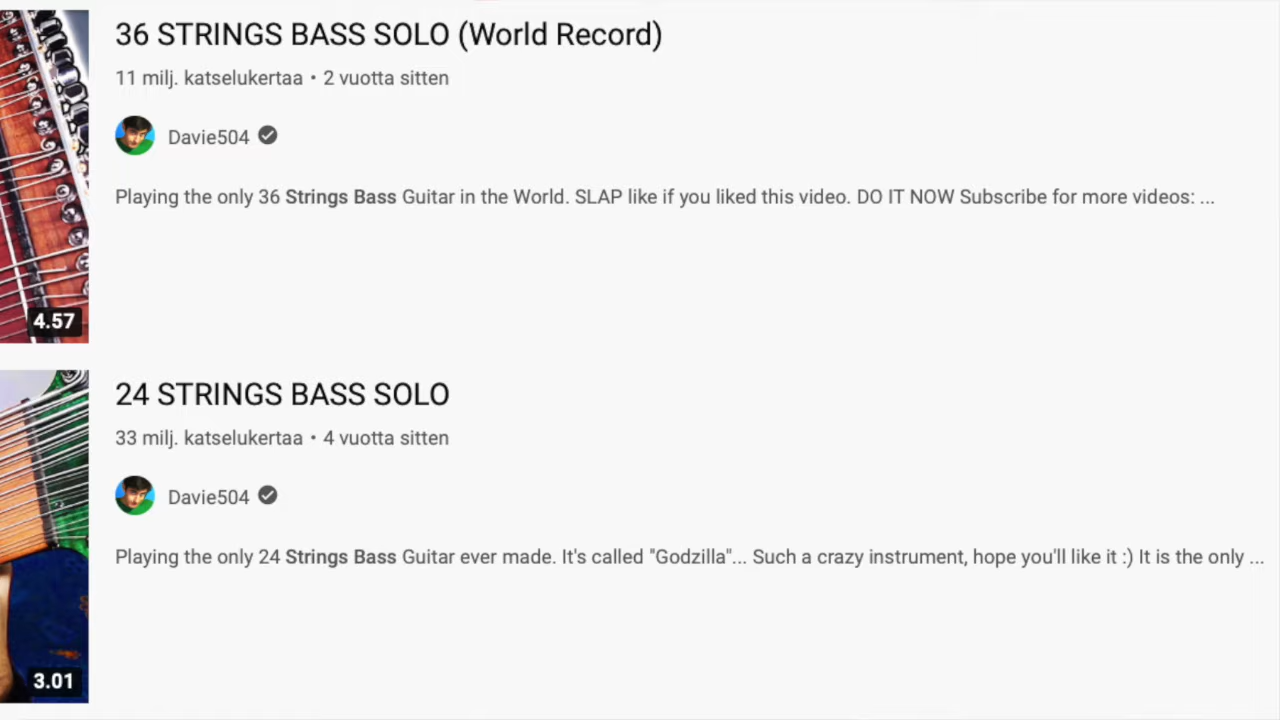 36 STRINGS BASS SOLO (World Record)
11 milj. katselukertaa • 2 vuotta sitten
Davie504
Playing the only 36 Strings Bass Guitar in the World. SLAP like if you liked this video. DO IT NOW Subscribe for more videos: ...
4.57
24 STRINGS BASS SOLO
33 milj. katselukertaa • 4 vuotta sitten
Davie504
Playing the only 24 Strings Bass Guitar ever made. It's called "Godzilla"... Such a crazy instrument, hope you'll like it :) It is the only ...
3.01